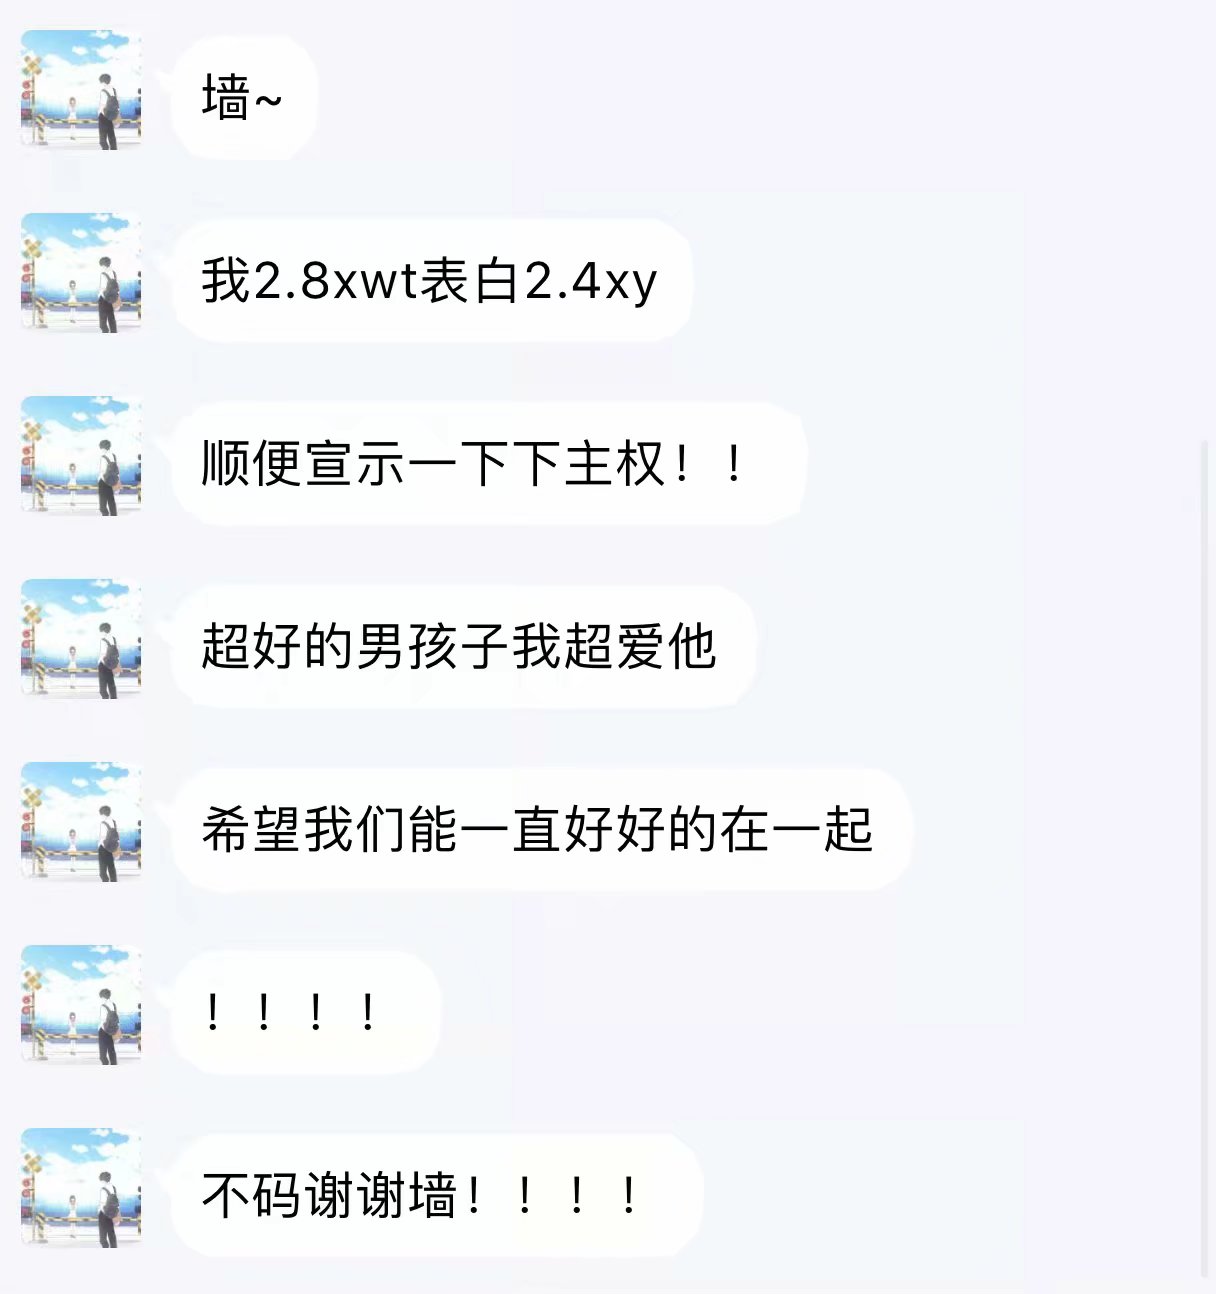 墙~
我2.8xwt表白2.4xy
顺便宣示一下下主权！！
超好的男孩子我超爱他
希望我们能一直好好的在一起
！！！！
不码谢谢墙！！！！